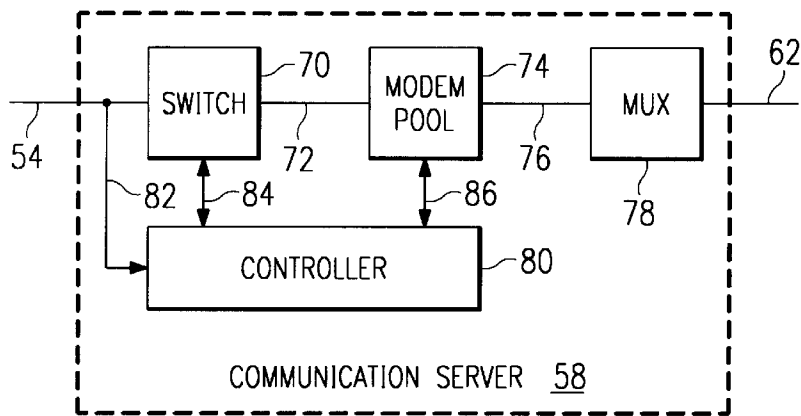 70
74
62
SWITCH
MODEM
POOL
MUX
54
72
76
82
84
86
78
CONTROLLER
80
COMMUNICATION SERVER 58